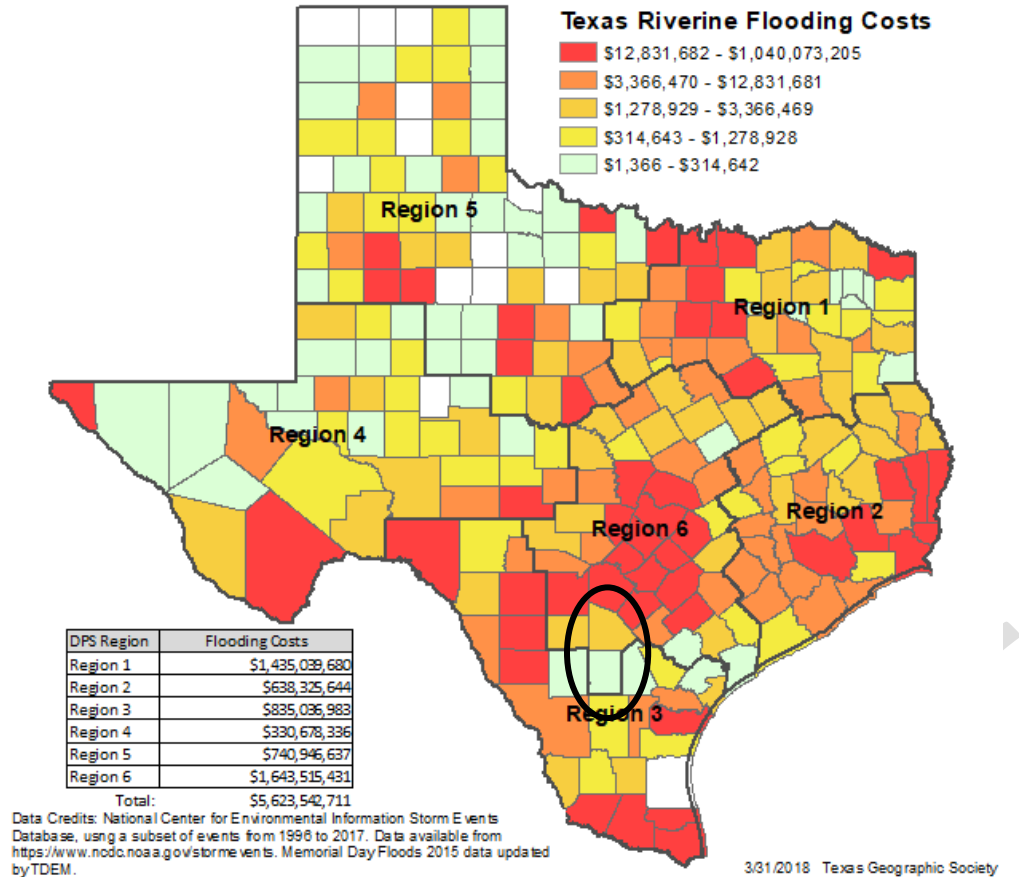 Texas Riverine Flooding Costs
$12,831,682 - $1,040,073,205
$3,366,470 - $12,831,681
$1,278,929 - $3,366,469
$314,643 - $1,278,928
$1,366 - $314,642
Region 5
Region 1
Region 4
Region 2
Region 6
Region 3
DPS Region Flooding Costs
Region 1 $1,435,039,680
Region 2 $638,325,644
Region 3 $835,036,983
Region 4 $330,678,336
Region 5 $740,946,637
Region 6 $1,643,515,431
Total: $5,623,542,711
Data Credits: National Center for Environmental Information Storm Events
Database, usng a subset of events from 1996 to 2017. Data available from
https://www.ncdc.noaa.gov/stormevents. Memorial Day Floods 2015 data updated
by TDEM.
3/31/2018 Texas Geographic Society